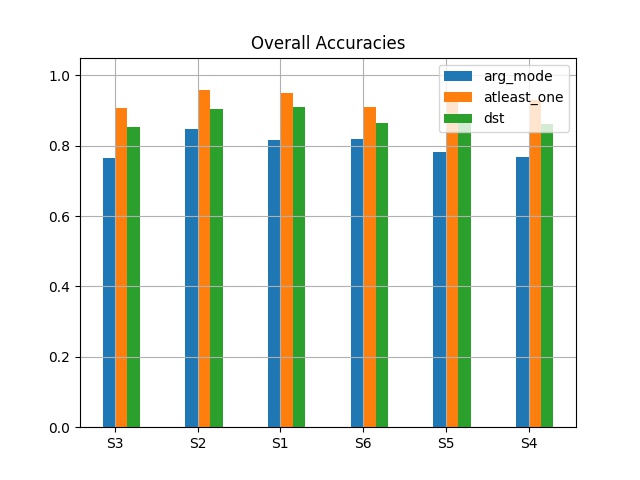 Overall Accuracies
1.0
0.8
0.6
0.4
0.2
0.0
arg_mode
atleast_one
dst
S3 S2 S1 S6 S5 S4